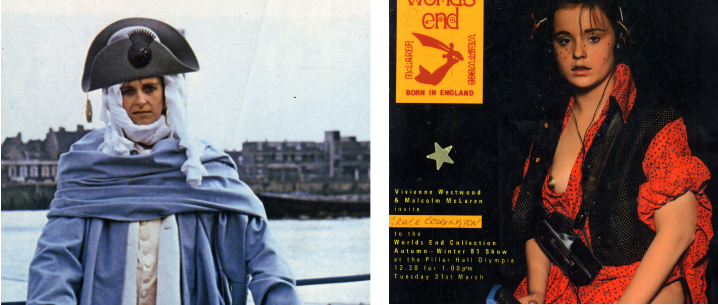 WORLDS
end
McLAREN
WESTWOOD
BORN IN ENGLAND
Vivienne Westwood
& Malcolm McLaren
invite
GRACE CODDINGTON
to the
Worlds End Collection
Autumn-Winter 81 Show
at the Pillar Hall Olympia
12.30 for 1.00pm
Tuesday 31st March